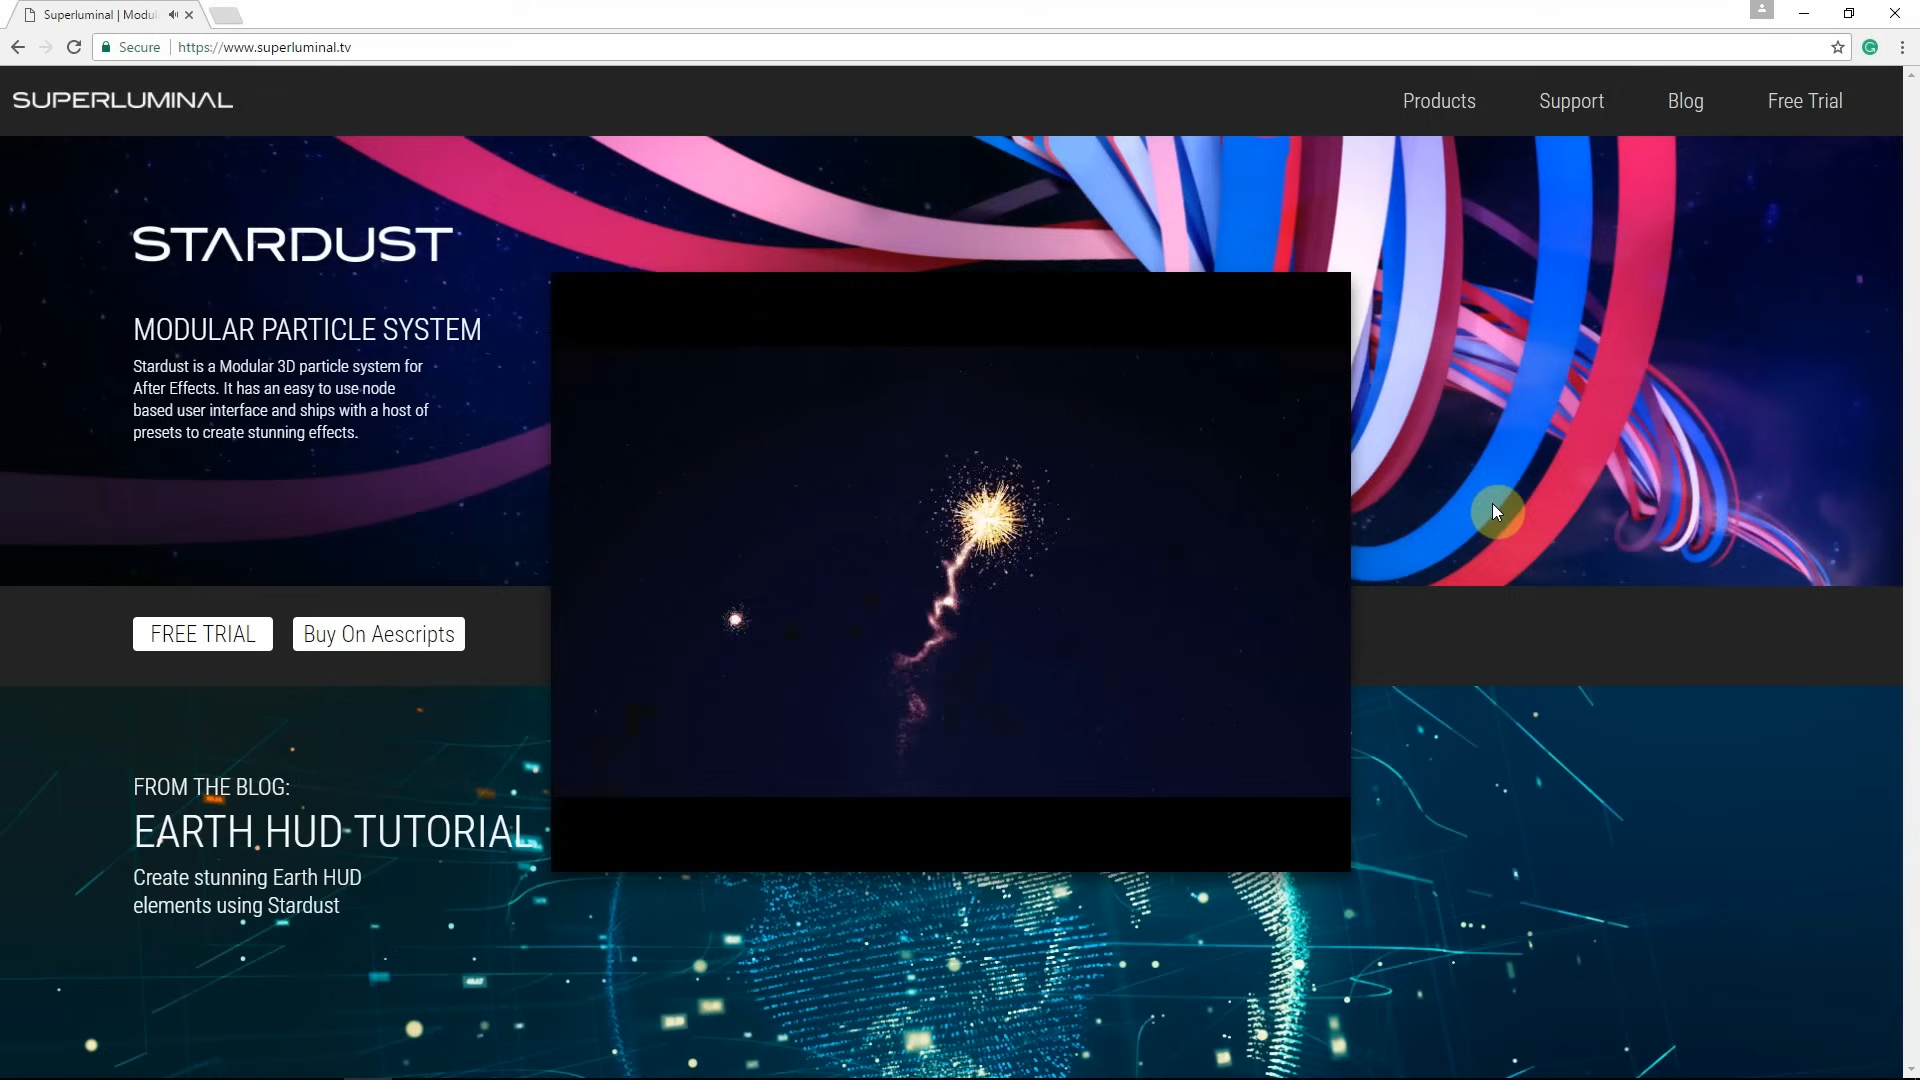 Superluminal | Modul
Secure
https://www.superluminal.tv
SUPERLUMINAL
Products
Support
Blog
Free Trial
STARDUST
MODULAR PARTICLE SYSTEM
Stardust is a Modular 3D particle system for
After Effects. It has an easy to use node
based user interface and ships with a host of
presets to create stunning effects.
FREE TRIAL
Buy On Aescripts
FROM THE BLOG:
EARTH HUD TUTORIAL
Create stunning Earth HUD
elements using Stardust